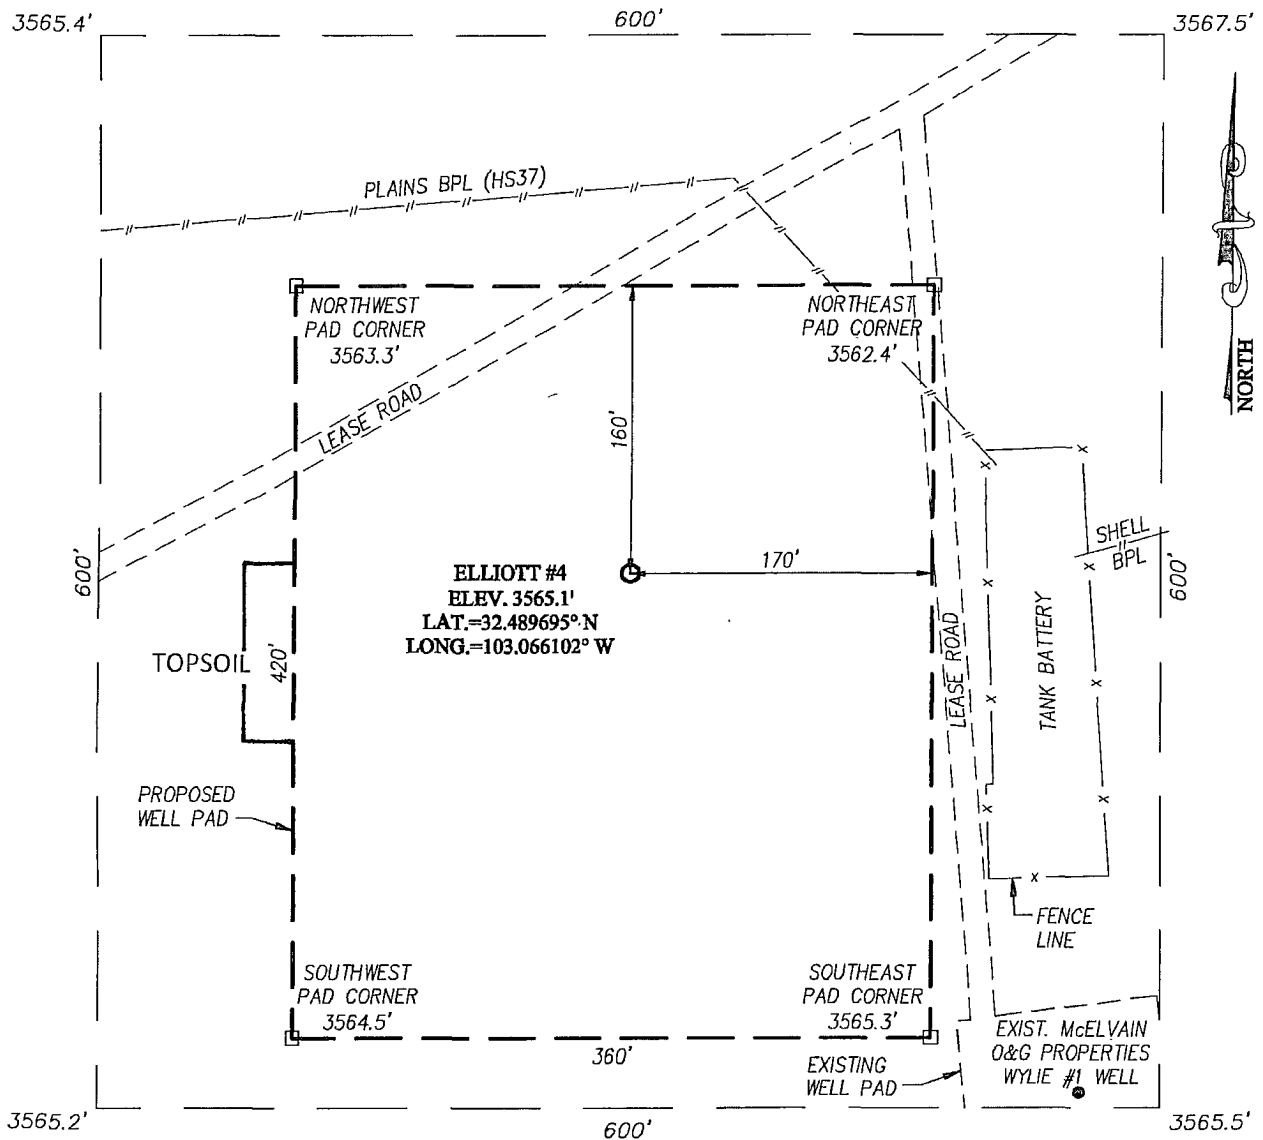 3565.4'
600'
3567.5'
PLAINS BPL (HS37)
NORTH
NORTHWEST
PAD CORNER
3563.3'
NORTHEAST
PAD CORNER
3562.4'
LEASE ROAD
160'
170'
SHELL
BPL
600'
600'
ELLIOTT #4
ELEV. 3565.1'
LAT.=32.489695° N
LONG.=103.066102° W
TOPSOIL
420'
LEASE ROAD
TANK BATTERY
PROPOSED
WELL PAD
FENCE
LINE
SOUTHWEST
PAD CORNER
3564.5'
SOUTHEAST
PAD CORNER
3565.3'
360'
EXISTING
WELL PAD
EXIST. McELVAIN
O&G PROPERTIES
WYLIE #1 WELL
3565.2'
600'
3565.5'